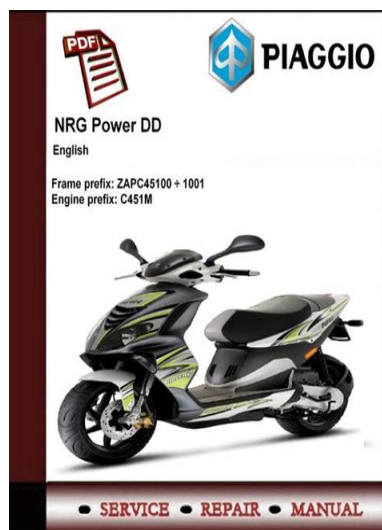 PDF
PIAGGIO
NRG Power DD
English
Frame prefix: ZAPC45100 ÷ 1001
Engine prefix: C451M
● SERVICE ● REPAIR ● MANUAL